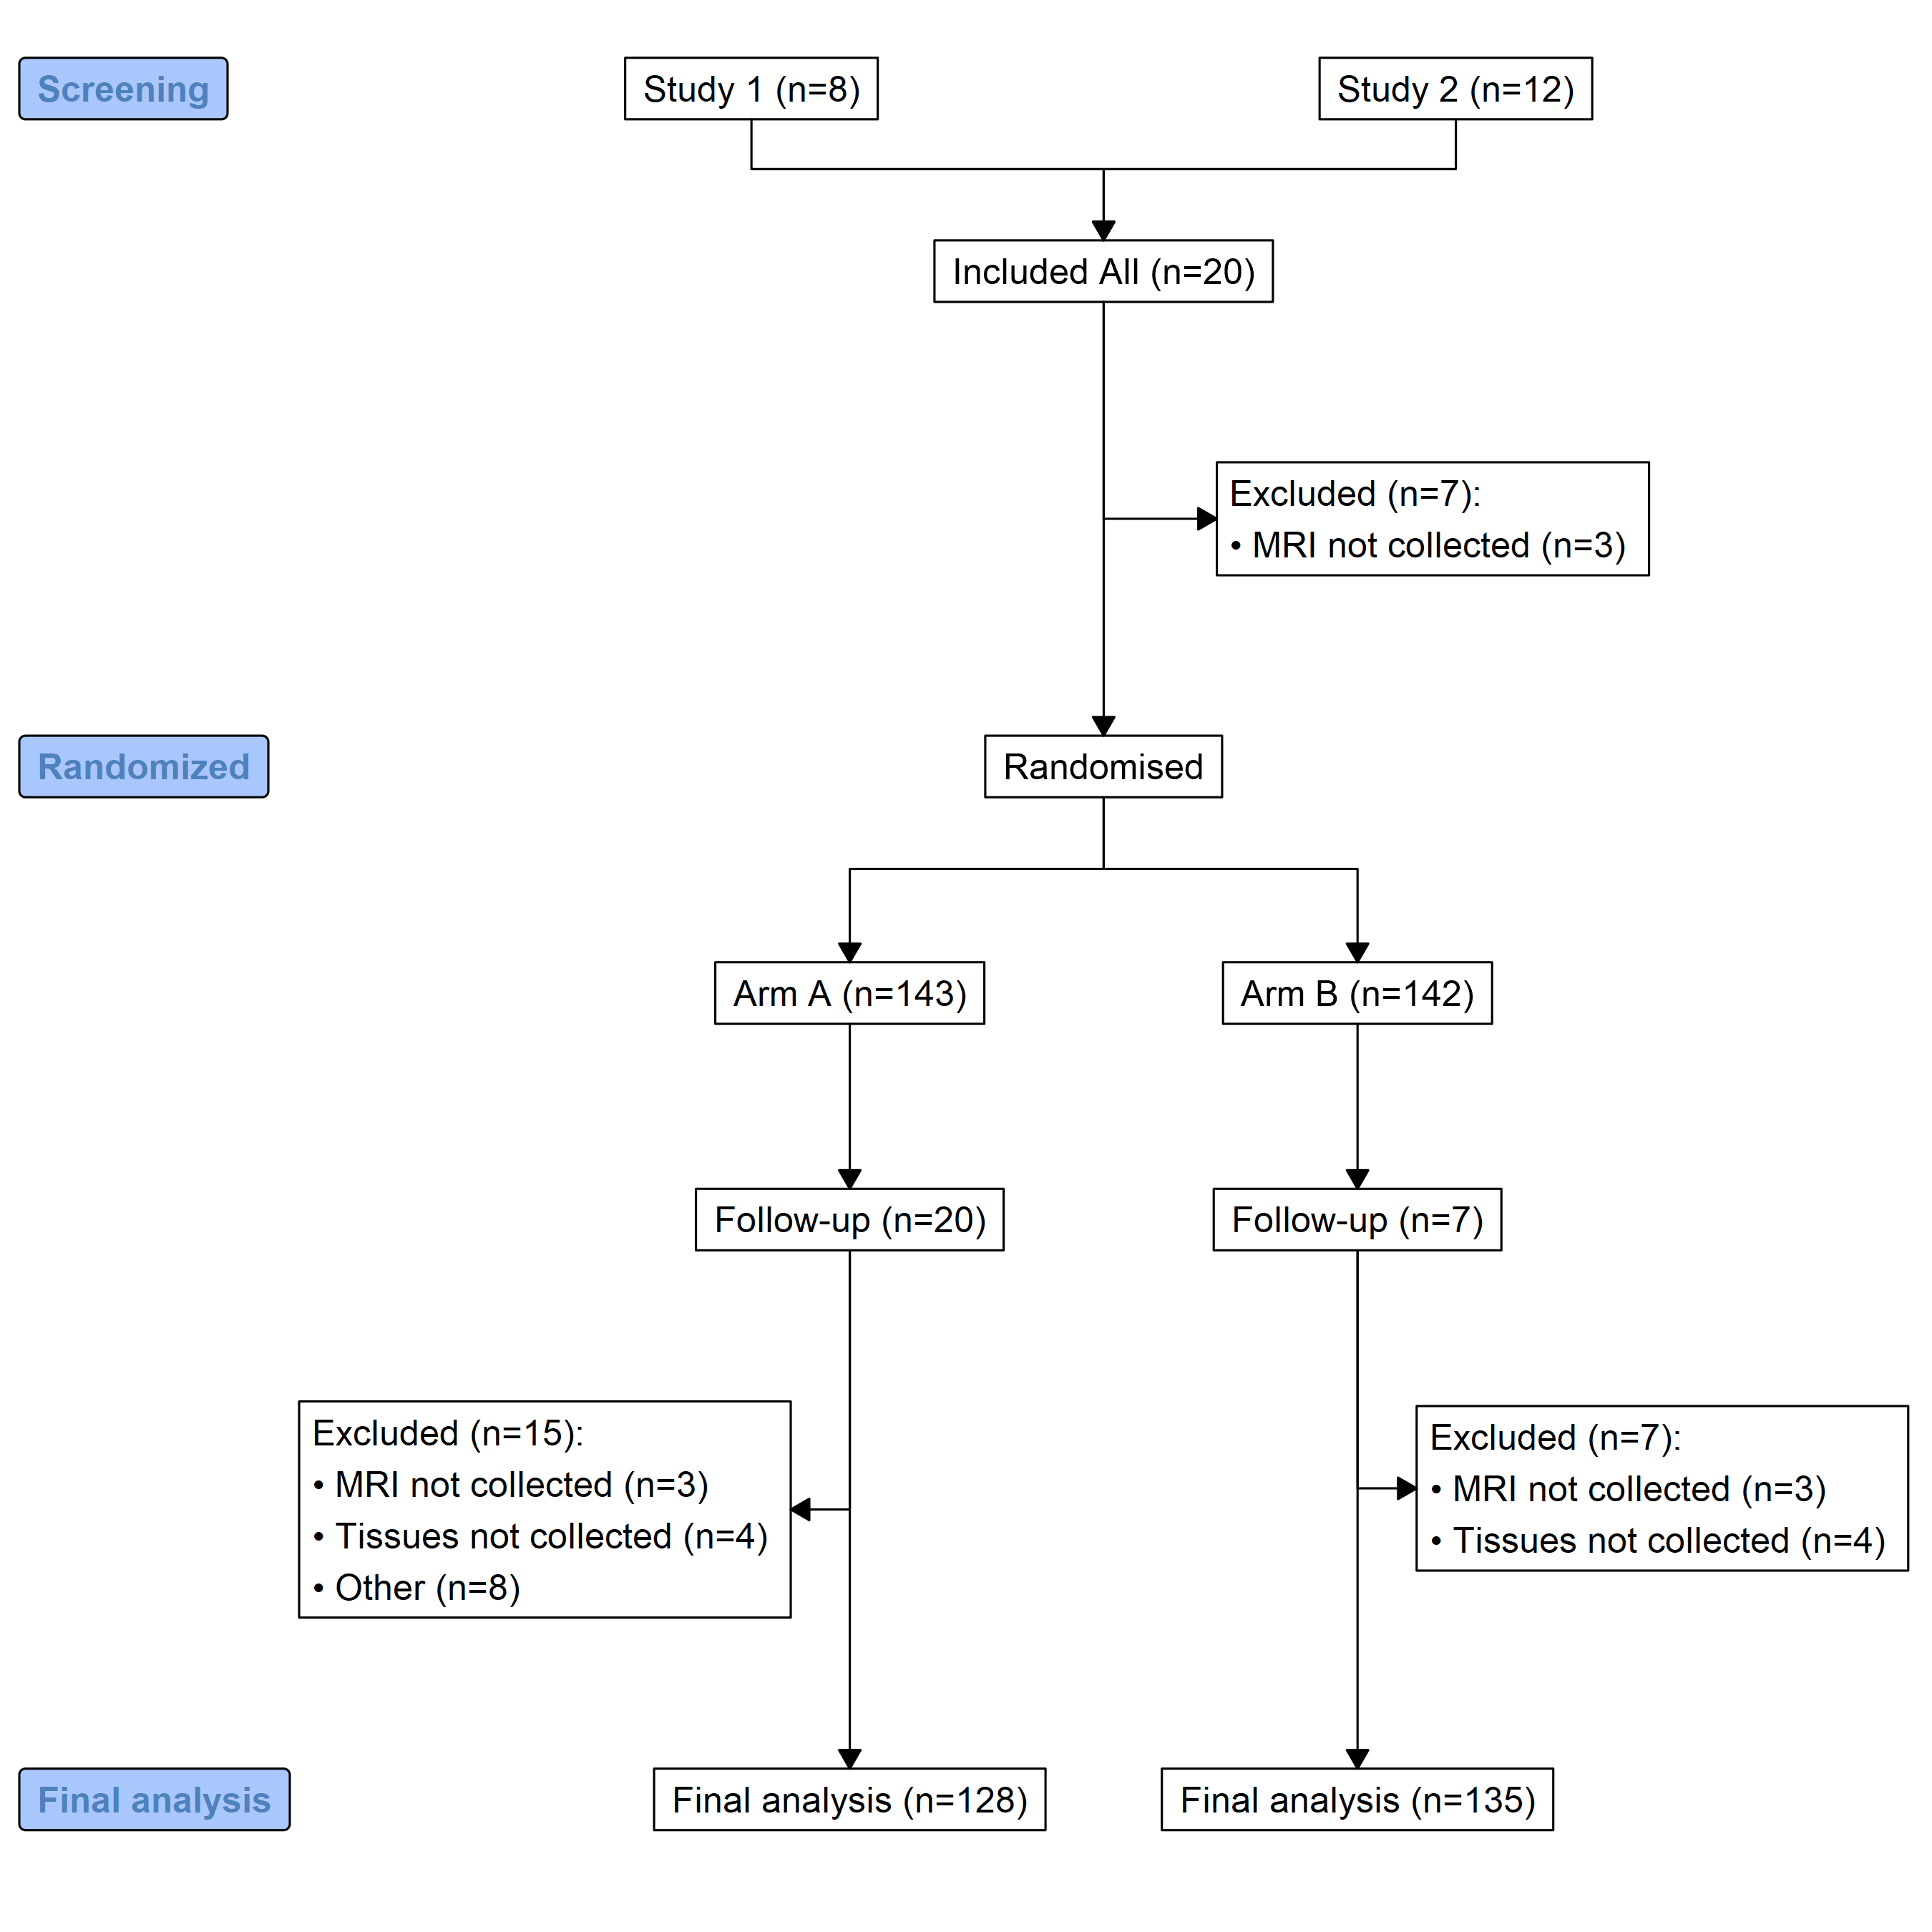 Screening
Study 1 (n=8)
Study 2 (n=12)
Included All (n=20)
Excluded (n=7):
• MRI not collected (n=3)
Randomized
Randomised
Arm A (n=143)
Arm B (n=142)
Follow-up (n=20)
Follow-up (n=7)
Excluded (n=15):
• MRI not collected (n=3)
• Tissues not collected (n=4)
• Other (n=8)
Excluded (n=7):
• MRI not collected (n=3)
• Tissues not collected (n=4)
Final analysis
Final analysis (n=128)
Final analysis (n=135)